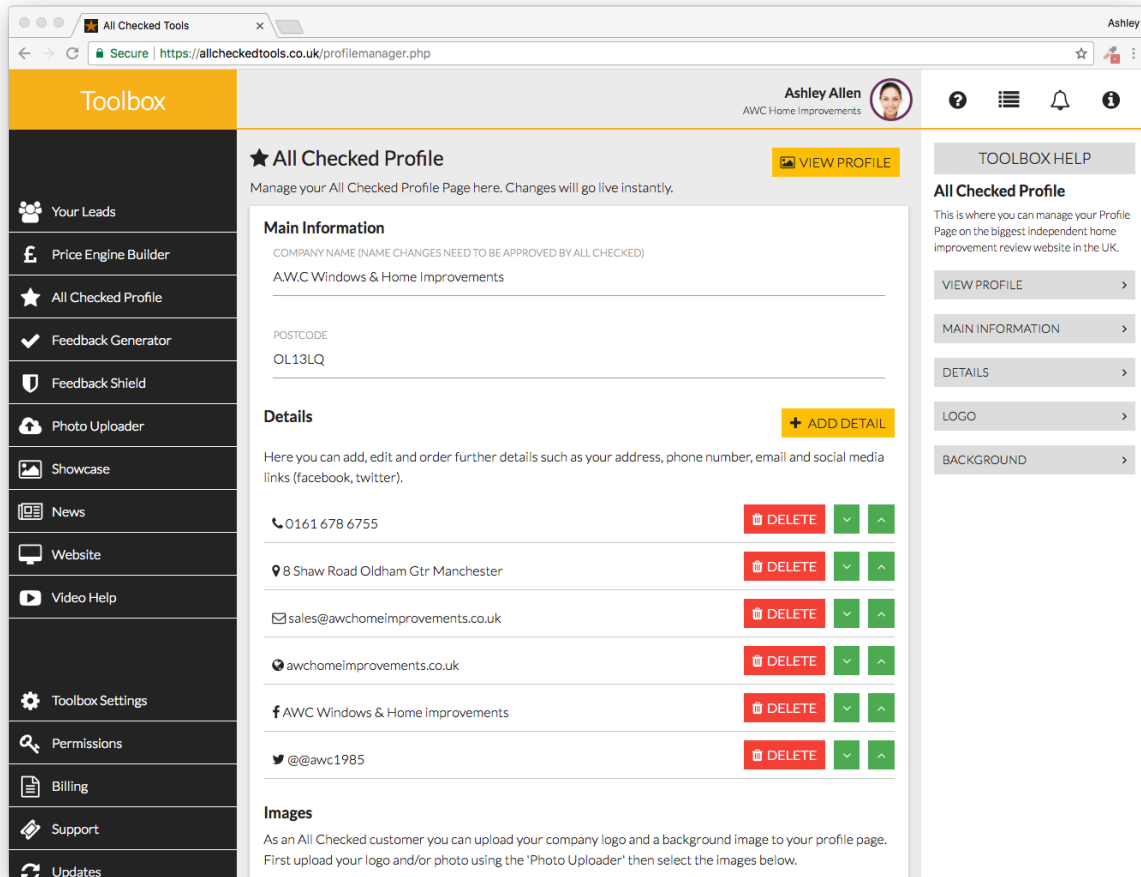 All Checked Tools
Ashley
Secure
https://allcheckedtools.co.uk/profilemanager.php
Toolbox
Ashley Allen
AWC Home Improvements
Your Leads
Price Engine Builder
All Checked Profile
Feedback Generator
Feedback Shield
Photo Uploader
Showcase
News
Website
Video Help
Toolbox Settings
Permissions
Billing
Support
Updates
All Checked Profile
VIEW PROFILE
Manage your All Checked Profile Page here. Changes will go live instantly.
Main Information
COMPANY NAME (NAME CHANGES NEED TO BE APPROVED BY ALL CHECKED)
A.W.C Windows & Home Improvements
POSTCODE
OL13LQ
Details
+ ADD DETAIL
Here you can add, edit and order further details such as your address, phone number, email and social media
links (facebook, twitter).
0161 678 6755
DELETE
8 Shaw Road Oldham Gtr Manchester
DELETE
sales@awchomeimprovements.co.uk
DELETE
awchomeimprovements.co.uk
DELETE
AWC Windows & Home improvements
DELETE
@@awc1985
DELETE
Images
As an All Checked customer you can upload your company logo and a background image to your profile page.
First upload your logo and/or photo using the 'Photo Uploader' then select the images below.
TOOLBOX HELP
All Checked Profile
This is where you can manage your Profile
Page on the biggest independent home
improvement review website in the UK.
VIEW PROFILE
MAIN INFORMATION
DETAILS
LOGO
BACKGROUND